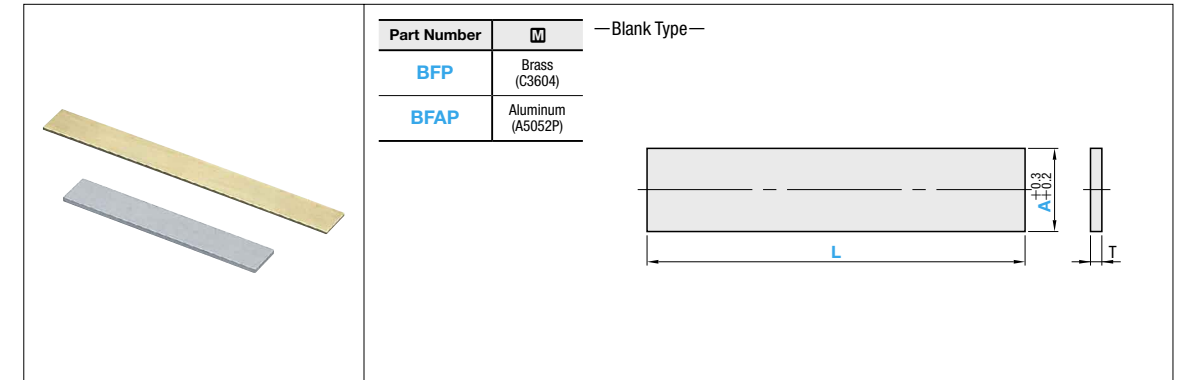 Part Number M
BFP Brass
(C3604)
BFAP Aluminum
(A5052P)
—Blank Type—
A+0.3
+0.2
L
T